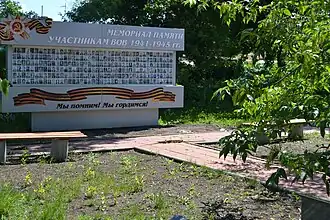 МЕМОРИАЛ ПАМЯТИ
УЧАСТНИКАМ ВОВ 1941-1945 гг.
Мы помним! Мы гордимся!